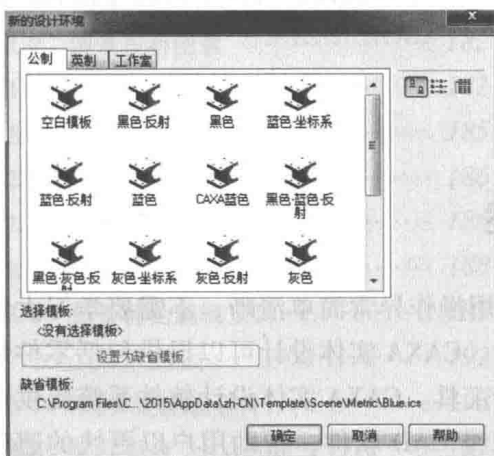 新的设计环境
公制 英制 工作室
空白模板 黑色-反射 黑色 蓝色-坐标系
蓝色-反射 蓝色 CAXA蓝色 黑色-蓝色-反射
黑色-灰色-反射 灰色-坐标系 灰色-反射 灰色
选择模板:
<没有选择模板>
设置为缺省模板
缺省模板:
C:\Program Files\C...\2015\AppData\zh-CN\Template\Scene\Metric\Blue.ics
确定 取消 帮助